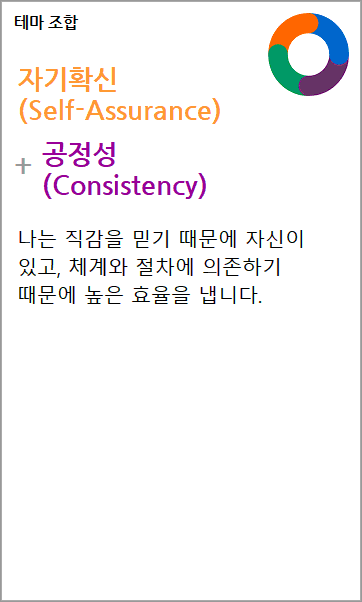 테마 조합
자기확신
(Self-Assurance)
+ 공정성
(Consistency)
나는 직감을 믿기 때문에 자신이
있고, 체계와 절차에 의존하기
때문에 높은 효율을 냅니다.